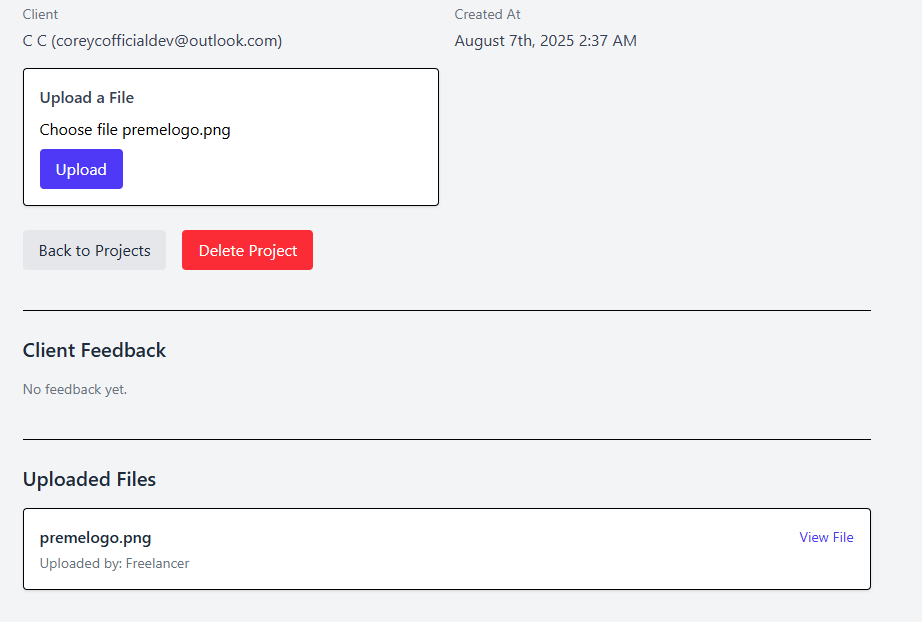 Client
Created At
C C (coreycofficialdev@outlook.com)
August 7th, 2025 2:37 AM
Upload a File
Choose file premelogo.png
Upload
Back to Projects
Delete Project
Client Feedback
No feedback yet.
Uploaded Files
premelogo.png
View File
Uploaded by: Freelancer